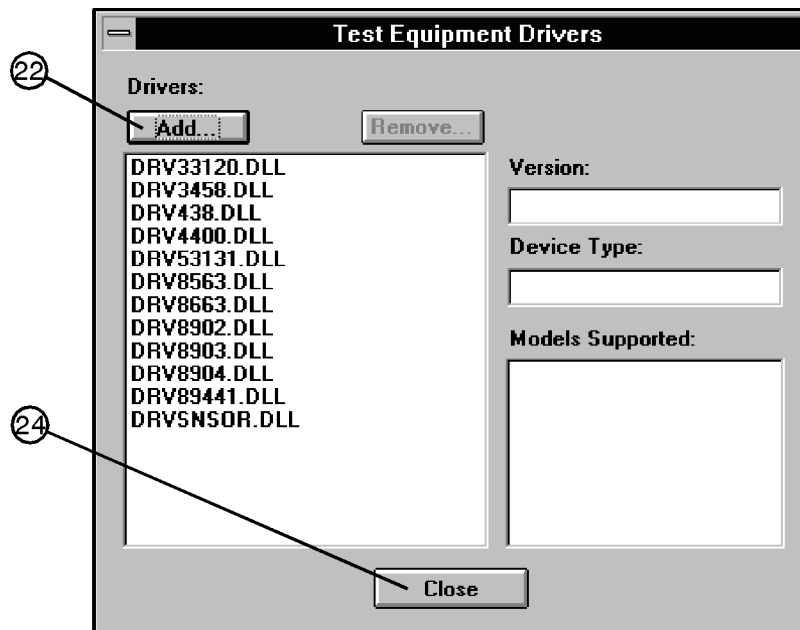 Test Equipment Drivers
22
Drivers:
Add...
Remove...
DRV33120.DLL
DRV3458.DLL
DRV438.DLL
DRV4400.DLL
DRV53131.DLL
DRV8563.DLL
DRV8663.DLL
DRV8902.DLL
DRV8903.DLL
DRV8904.DLL
DRV89441.DLL
DRVSNSOR.DLL
Version:
Device Type:
Models Supported:
24
Close